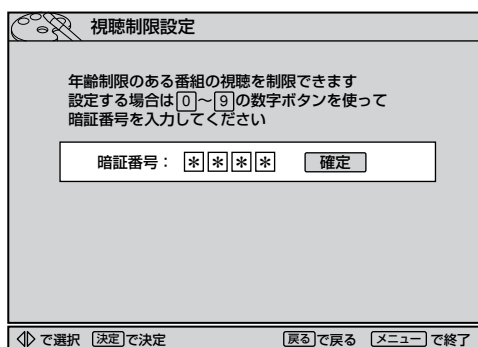 視聴制限設定
年齢制限のある番組の視聴を制限できます
設定する場合は0～9の数字ボタンを使って
暗証番号を入力してください
暗証番号： ＊＊＊＊ 確定
で選択 決定で決定 戻るで戻る メニューで終了